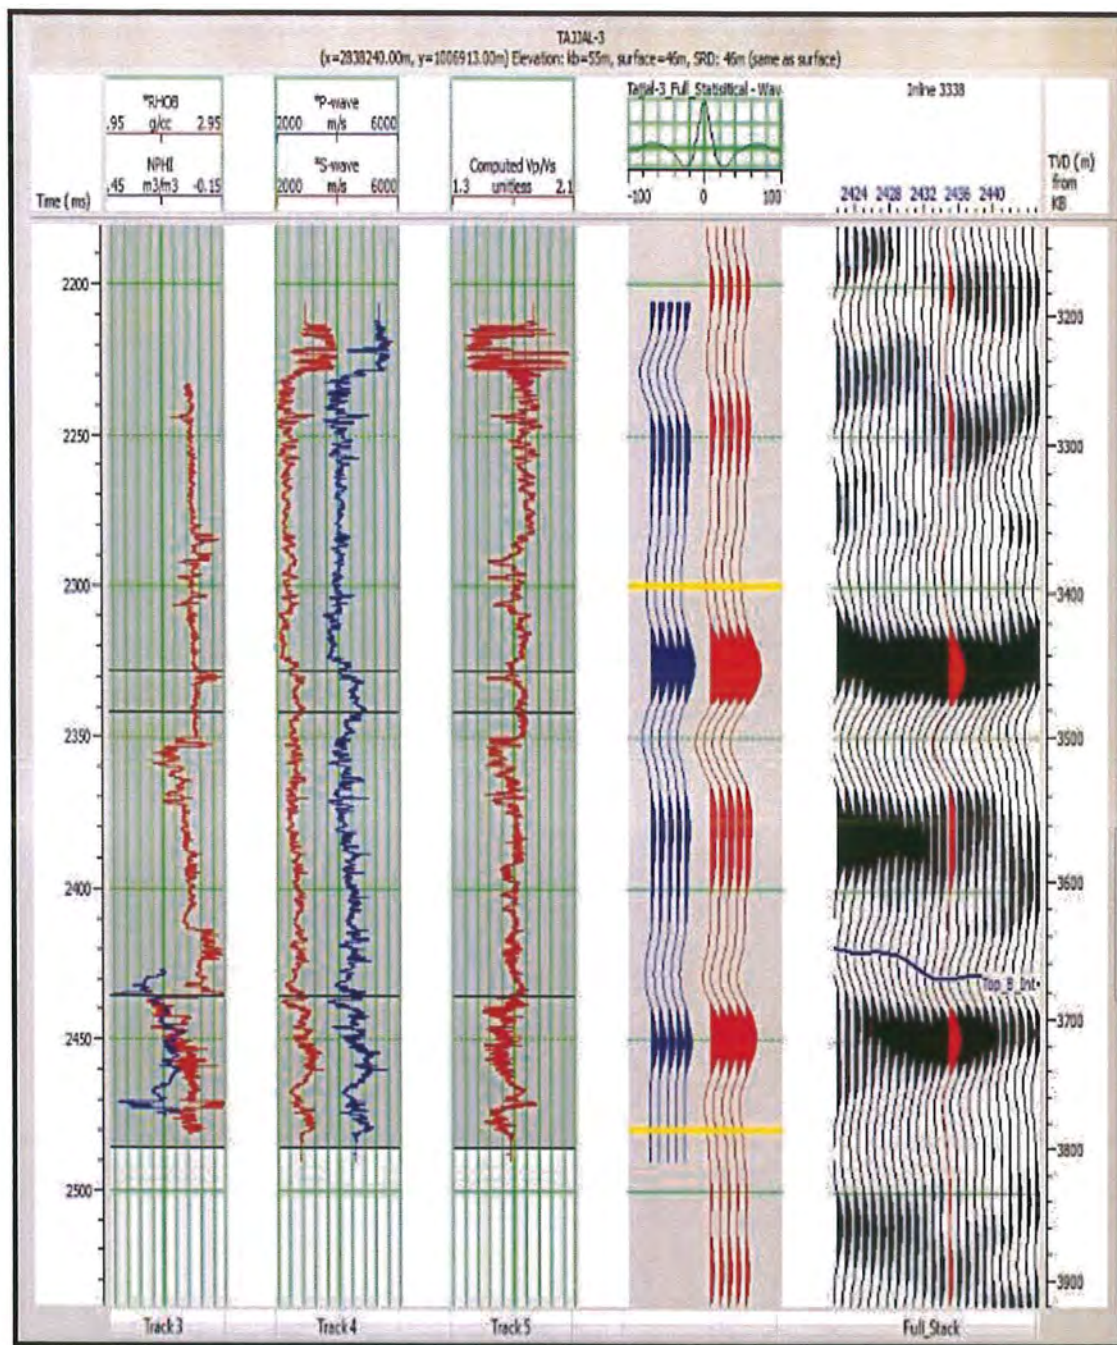 TAJJAL-3
(x=2838240.00m, y=1006913.00m) Elevation: kb=55m, surface=46m, SRD: 46m (same as surface)
*RHOB
.95 g/cc 2.95
NPHI
.45 m3/m3 -0.15
*P-wave
2000 m/s 6000
*S-wave
2000 m/s 6000
Computed Vp/Vs
1.3 unitless 2.1
Tajjal-3_Full_Statisitical - Wav
-100 0 100
Inline 3338
2424 2428 2432 2436 2440
Time (ms)
TVD (m)
from
KB
2200
2250
2300
2350
2400
2450
2500
3200
3300
3400
3500
3600
3700
3800
3900
Top_B_Int
Track 3
Track 4
Track 5
Full_Stack